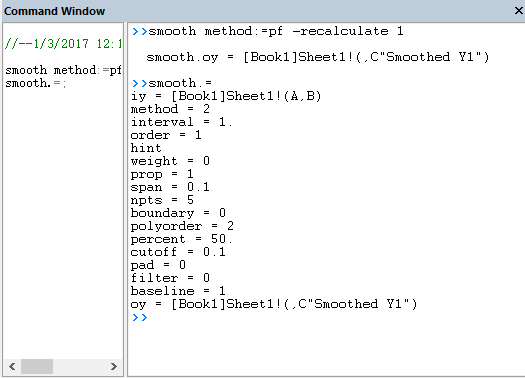 Command Window
//--1/3/2017 12:1
smooth method:=pf
smooth.=;
>>smooth method:=pf -recalculate 1
smooth.oy = [Book1]Sheet1!(,C"Smoothed Y1")
>>smooth.=
iy = [Book1]Sheet1!(A,B)
method = 2
interval = 1.
order = 1
hint
weight = 0
prop = 1
span = 0.1
npts = 5
boundary = 0
polyorder = 2
percent = 50.
cutoff = 0.1
pad = 0
filter = 0
baseline = 1
oy = [Book1]Sheet1!(,C"Smoothed Y1")
>>